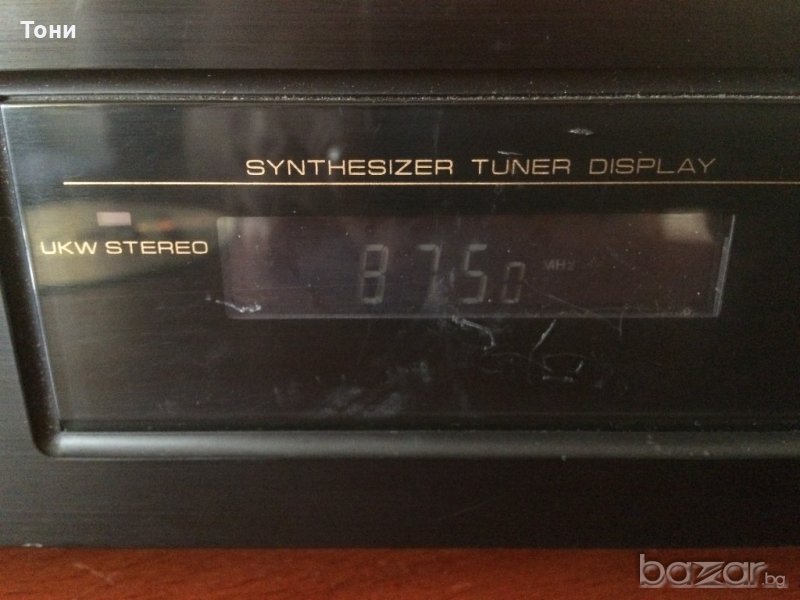 Тони
SYNTHESIZER TUNER DISPLAY
UKW STEREO
87.50 MHz
bazar.bg